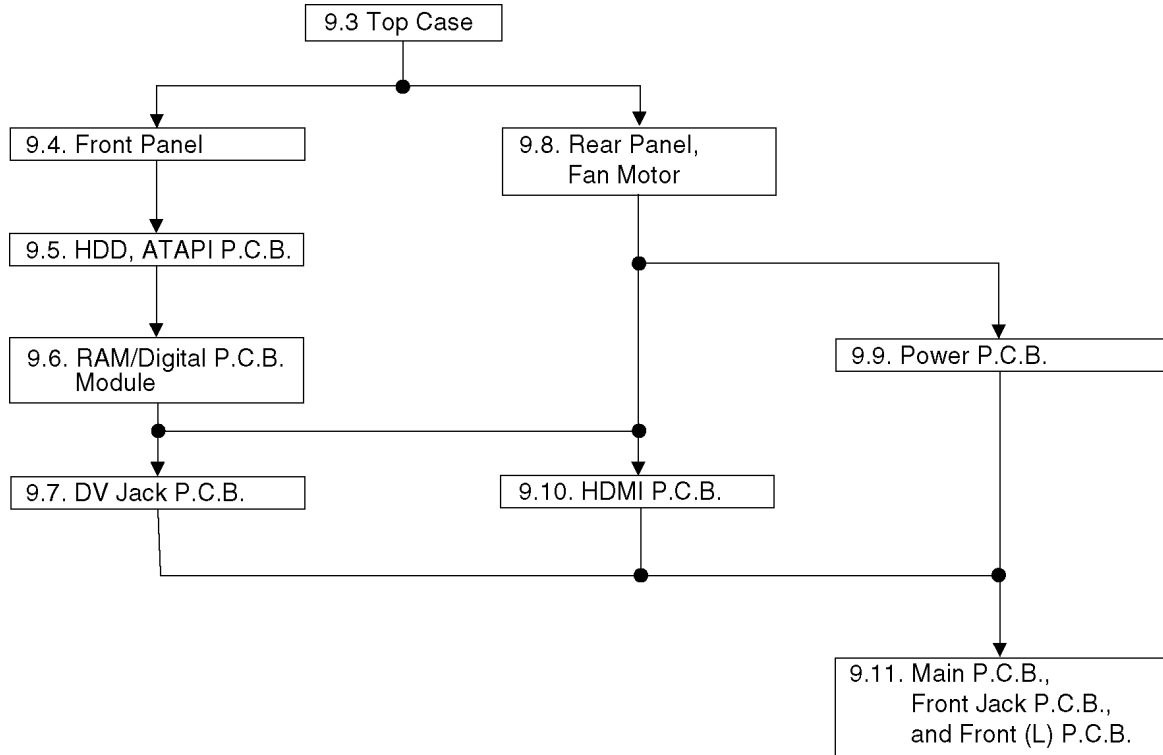 9.3 Top Case
9.4. Front Panel
9.8. Rear Panel,
Fan Motor
9.5. HDD, ATAPI P.C.B.
9.6. RAM/Digital P.C.B.
Module
9.9. Power P.C.B.
9.7. DV Jack P.C.B.
9.10. HDMI P.C.B.
9.11. Main P.C.B.,
Front Jack P.C.B.,
and Front (L) P.C.B.